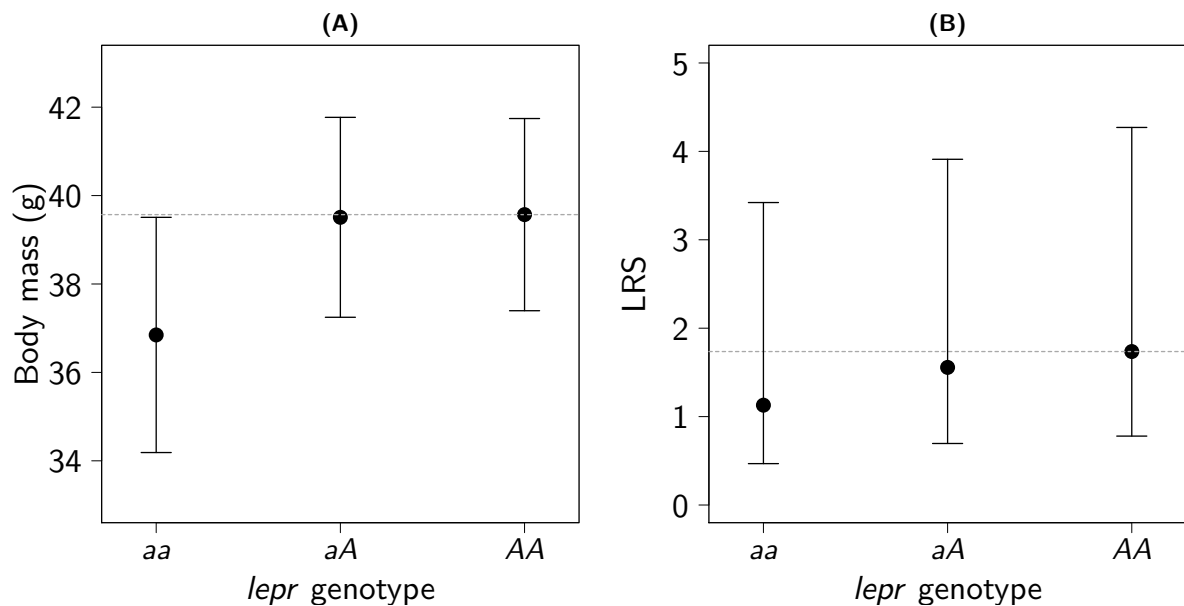 (A)
Body mass (g)
42
40
38
36
34
aa aA AA
lepr genotype
(B)
LRS
5
4
3
2
1
0
aa aA AA
lepr genotype